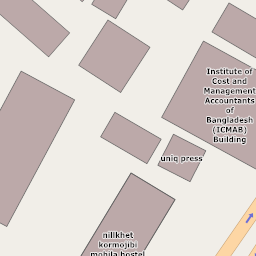 Institute of
Cost and
Management
Accountants
of
Bangladesh
(ICMAB)
Building
uniq press
nillkhet
kormojibi
mohila hostel